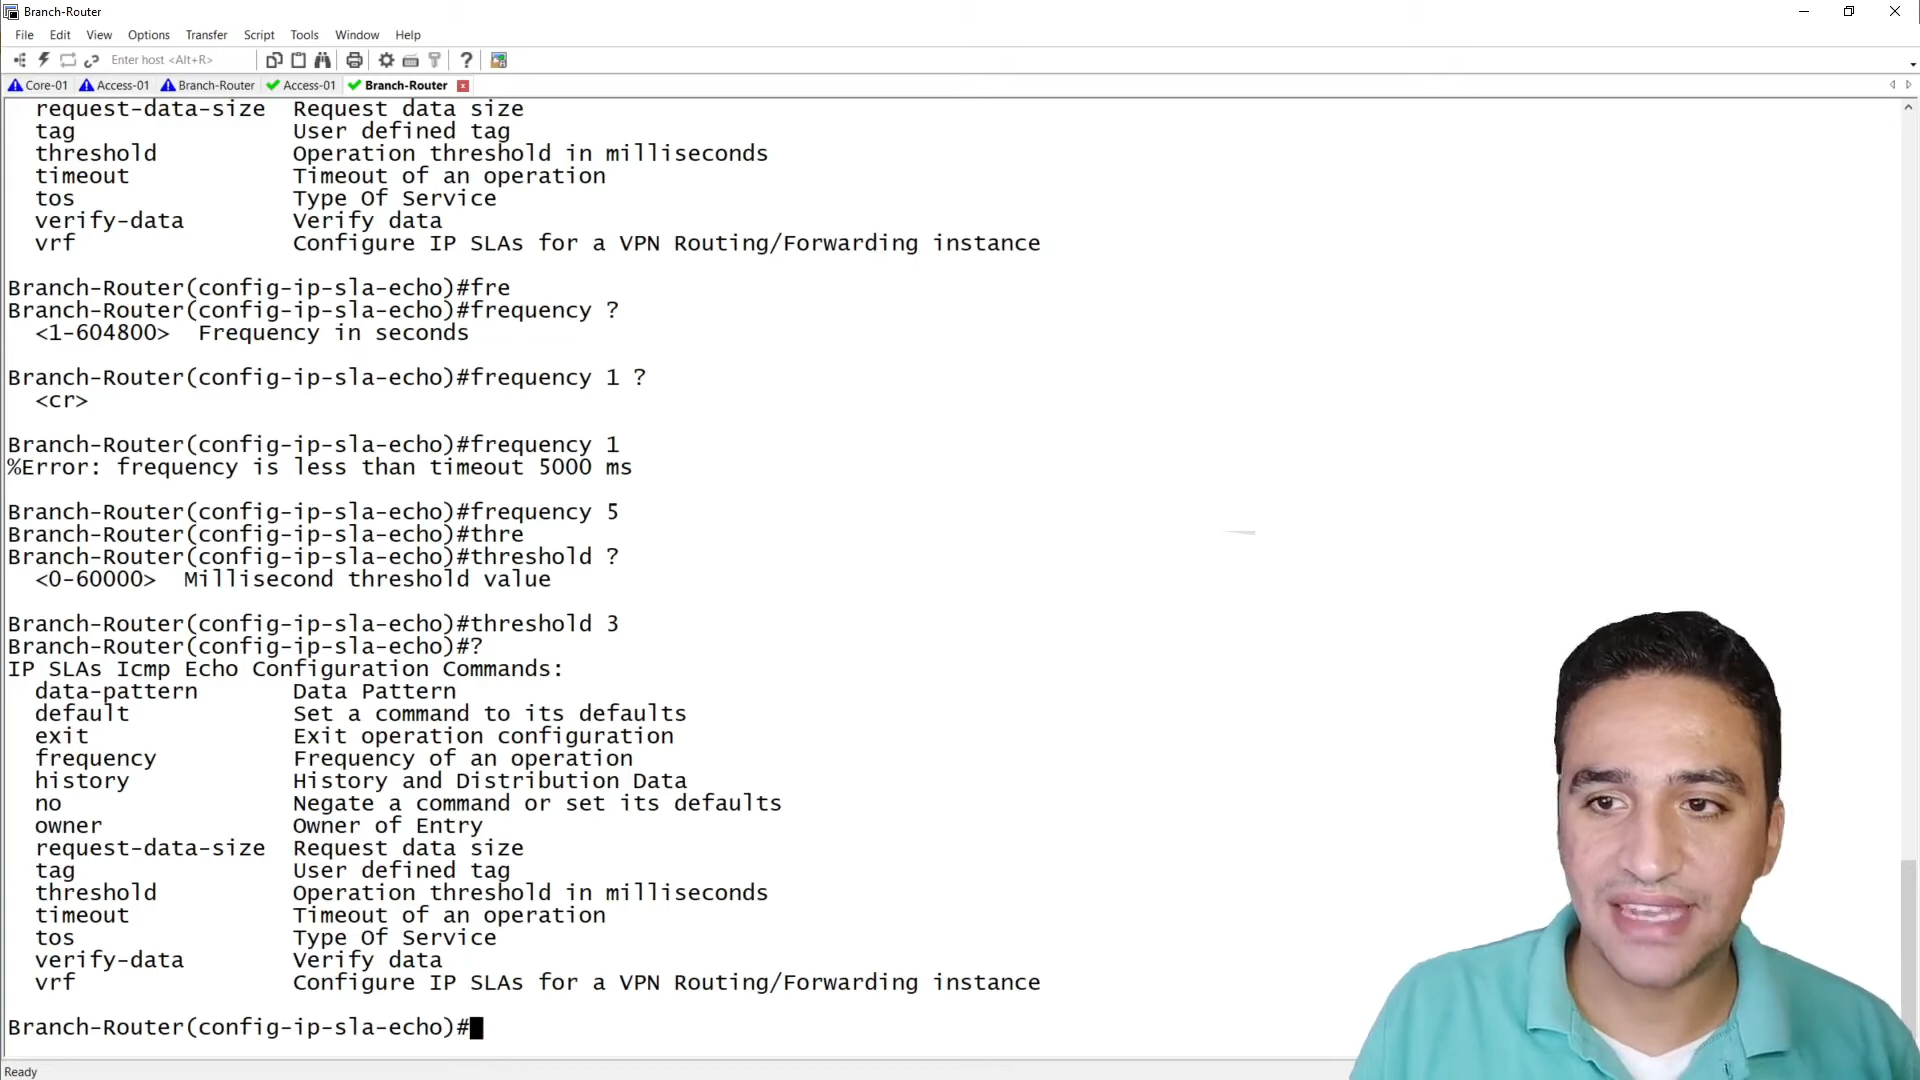 Branch-Router
File Edit View Options Transfer Script Tools Window Help
Enter host <Alt+R>
Core-01 Access-01 Branch-Router Access-01 Branch-Router
request-data-size Request data size
tag User defined tag
threshold Operation threshold in milliseconds
timeout Timeout of an operation
tos Type Of Service
verify-data Verify data
vrf Configure IP SLAs for a VPN Routing/Forwarding instance
Branch-Router(config-ip-sla-echo)#fre
Branch-Router(config-ip-sla-echo)#frequency ?
<1-604800> Frequency in seconds
Branch-Router(config-ip-sla-echo)#frequency 1 ?
<cr>
Branch-Router(config-ip-sla-echo)#frequency 1
%Error: frequency is less than timeout 5000 ms
Branch-Router(config-ip-sla-echo)#frequency 5
Branch-Router(config-ip-sla-echo)#thre
Branch-Router(config-ip-sla-echo)#threshold ?
<0-60000> Millisecond threshold value
Branch-Router(config-ip-sla-echo)#threshold 3
Branch-Router(config-ip-sla-echo)#?
IP SLAs Icmp Echo Configuration Commands:
data-pattern Data Pattern
default Set a command to its defaults
exit Exit operation configuration
frequency Frequency of an operation
history History and Distribution Data
no Negate a command or set its defaults
owner Owner of Entry
request-data-size Request data size
tag User defined tag
threshold Operation threshold in milliseconds
timeout Timeout of an operation
tos Type Of Service
verify-data Verify data
vrf Configure IP SLAs for a VPN Routing/Forwarding instance
Branch-Router(config-ip-sla-echo)#
Ready